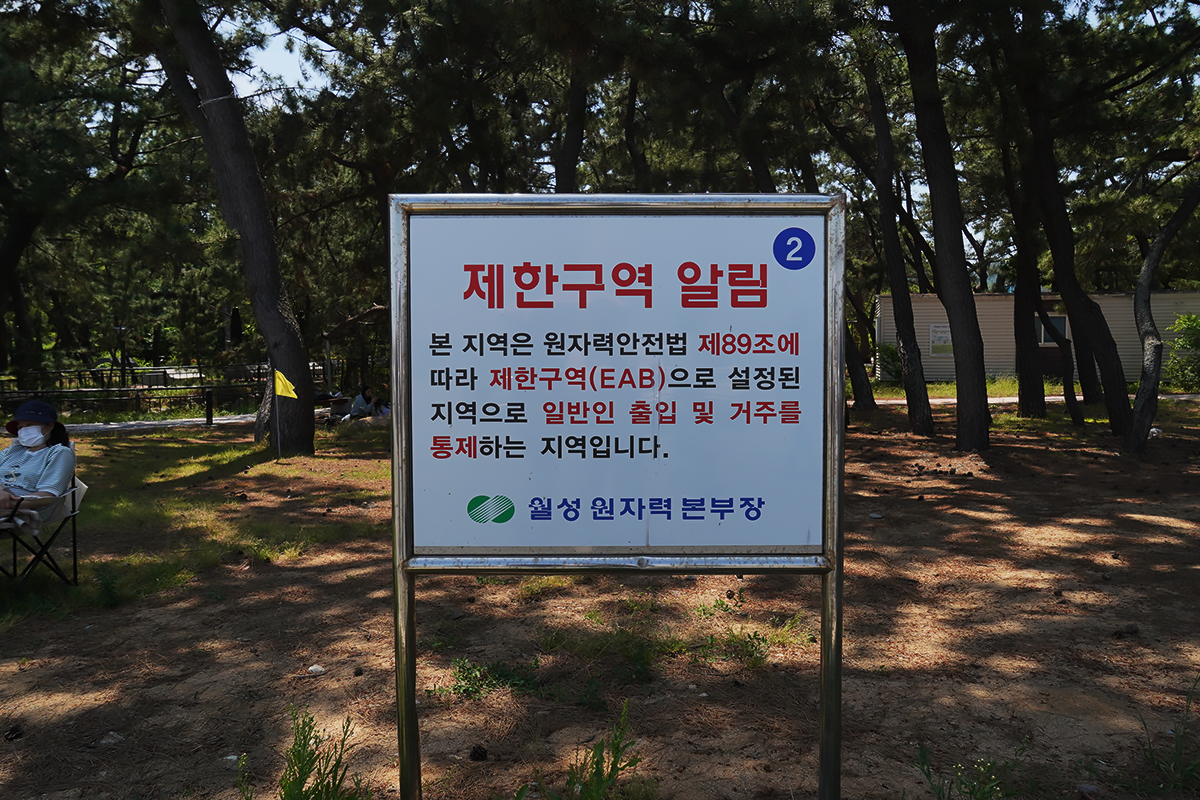 2
제한구역 알림
본 지역은 원자력안전법 제89조에
따라 제한구역(EAB)으로 설정된
지역으로 일반인 출입 및 거주를
통제하는 지역입니다.
월성 원자력 본부장